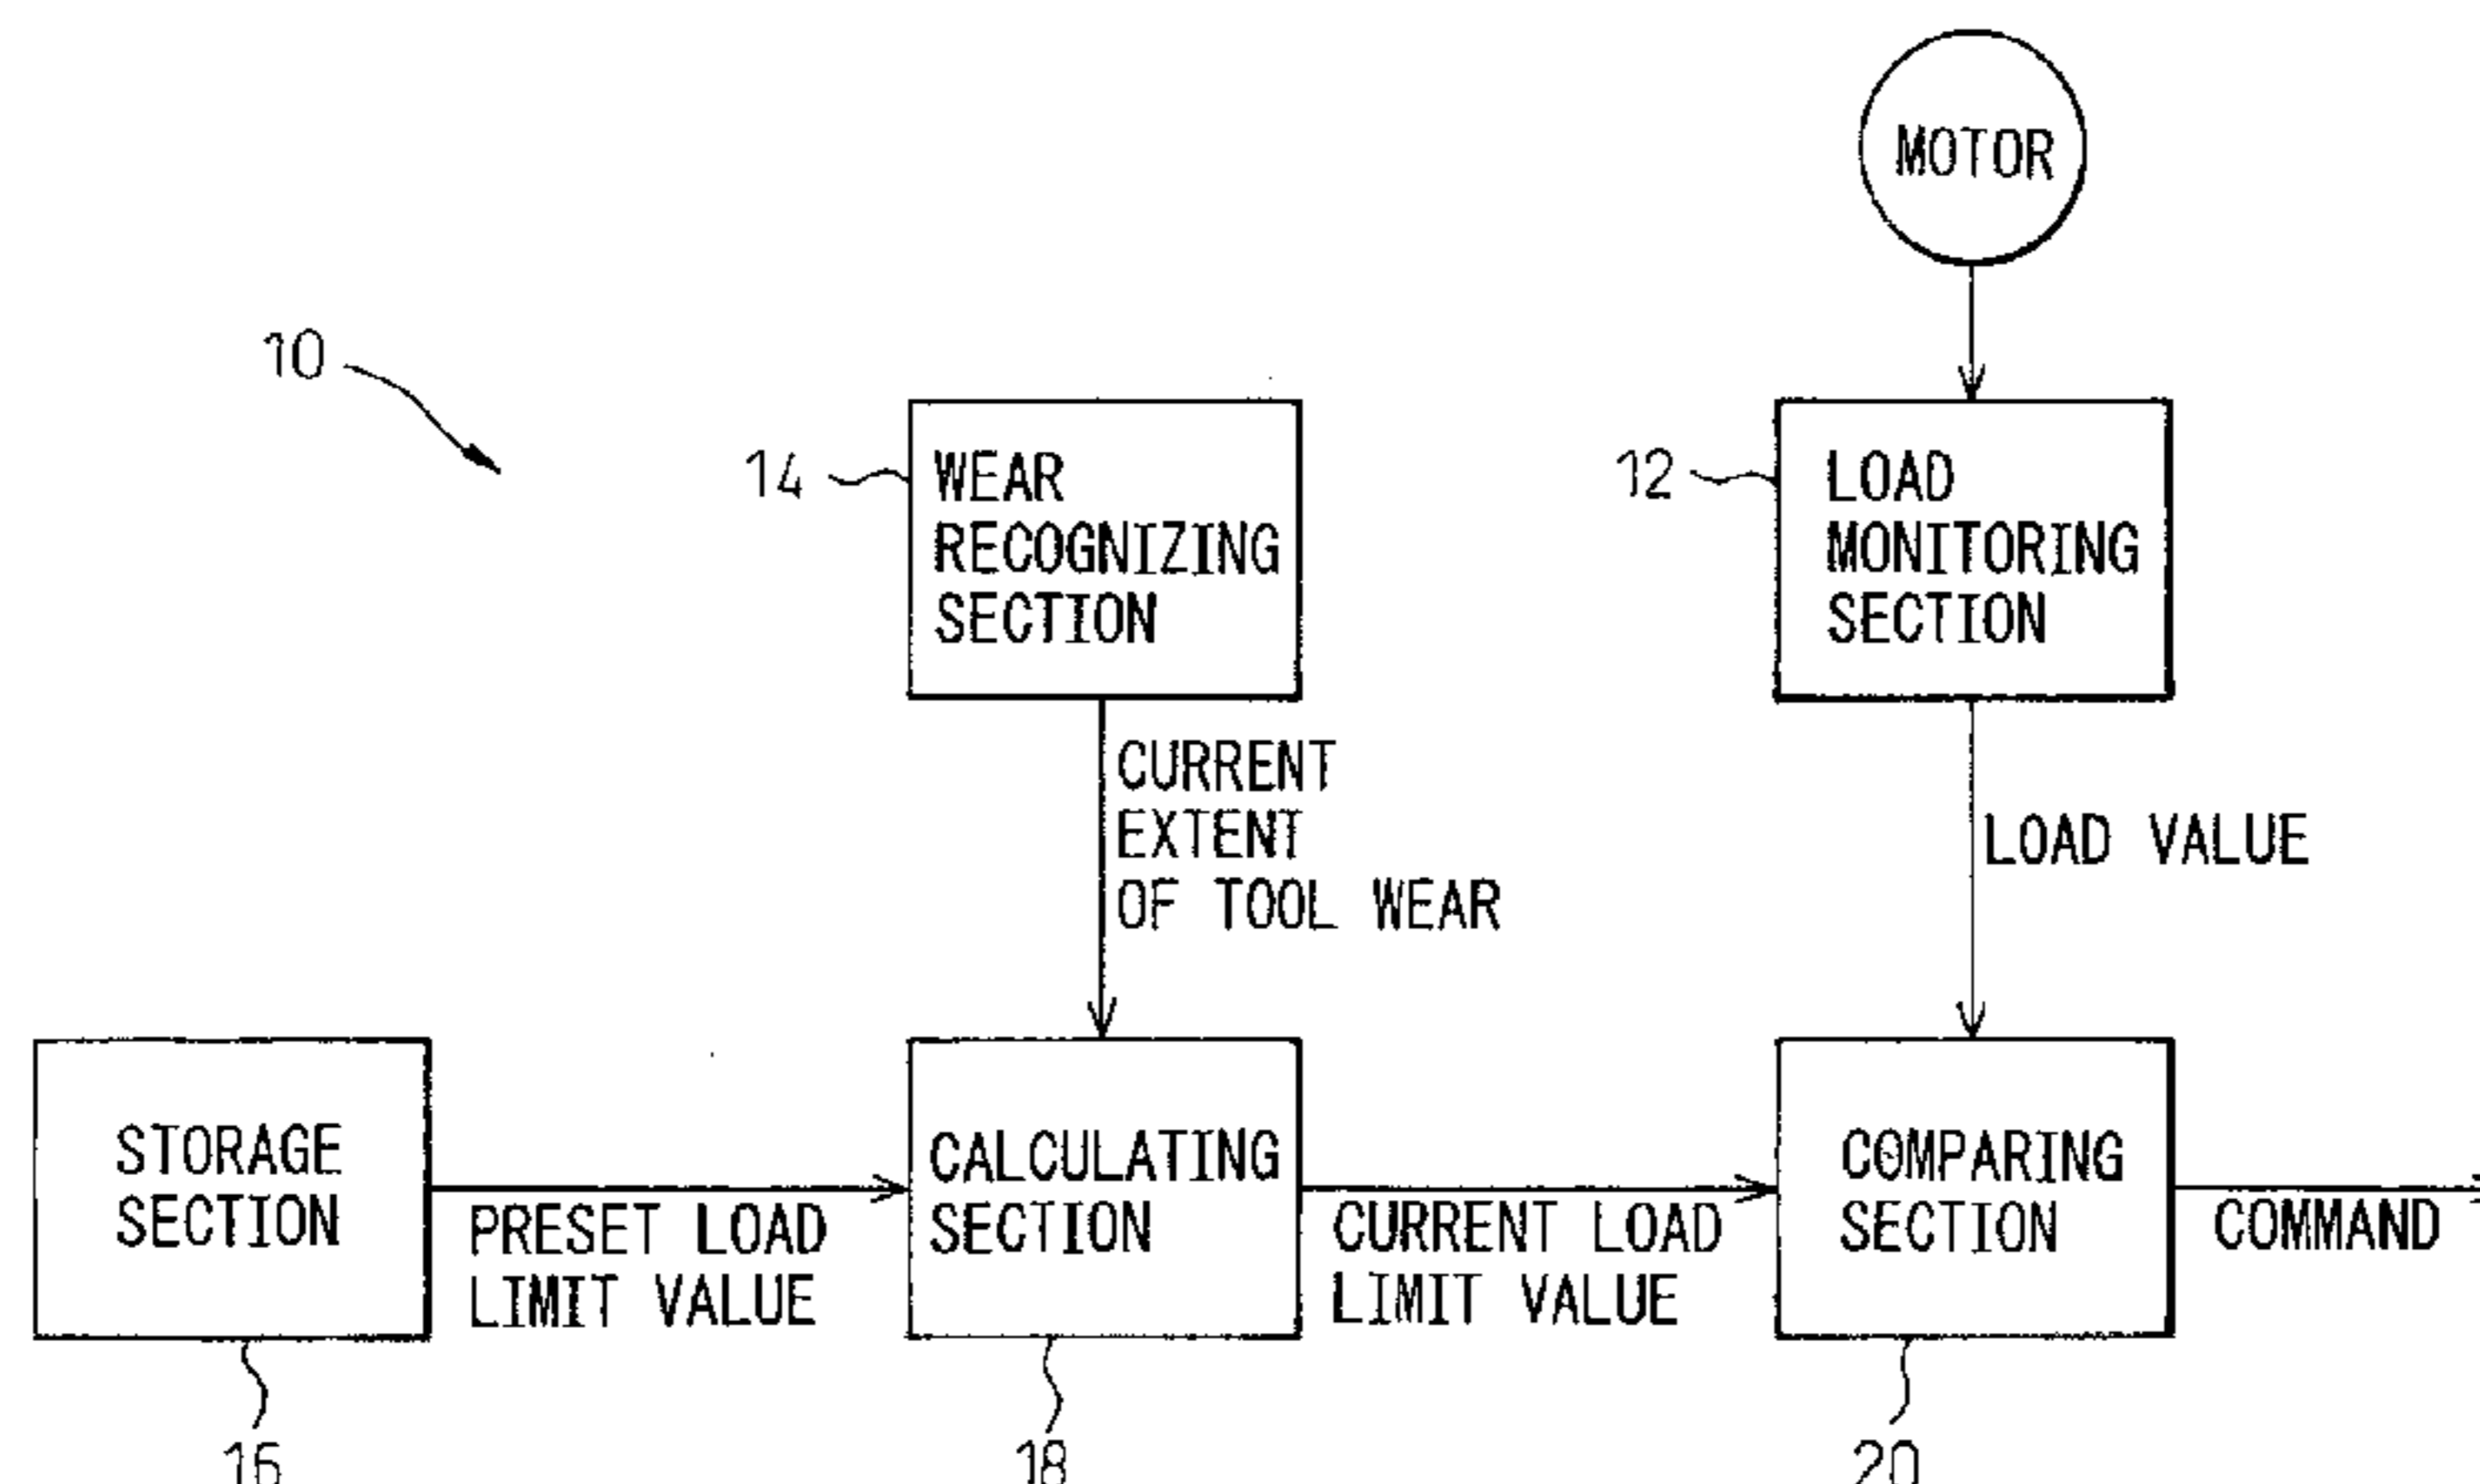 MOTOR
10
14
WEAR
RECOGNIZING
SECTION
12
LOAD
MONITORING
SECTION
CURRENT
EXTENT
OF TOOL WEAR
LOAD VALUE
STORAGE
SECTION
PRESET LOAD
LIMIT VALUE
CALCULATING
SECTION
CURRENT LOAD
LIMIT VALUE
COMPARING
SECTION
COMMAND
16
18
20